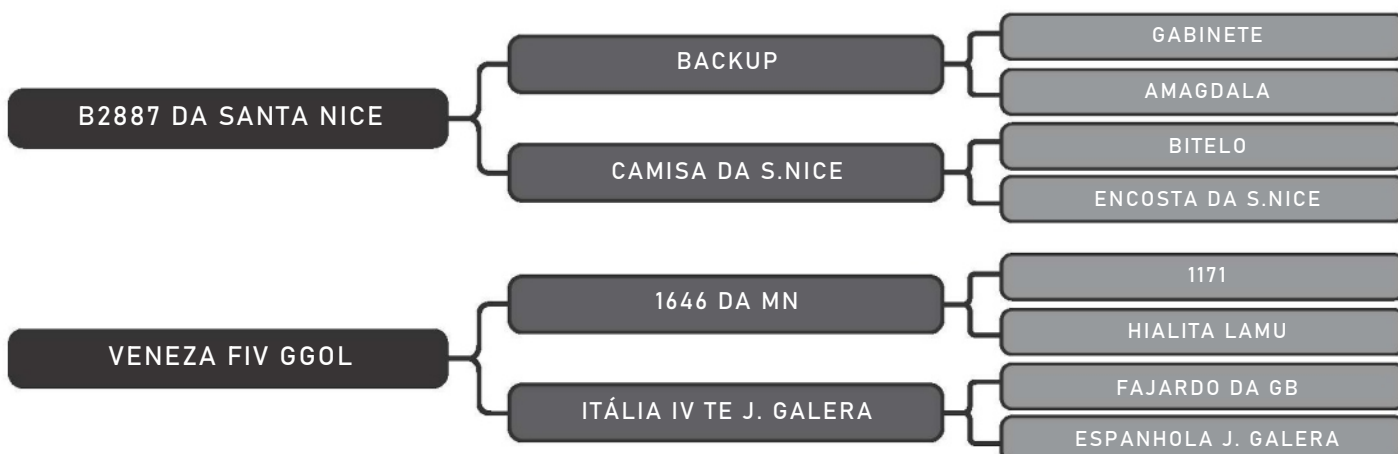 GABINETE
BACKUP
AMAGDALA
B2887 DA SANTA NICE
BITELO
CAMISA DA S.NICE
ENCOSTA DA S.NICE
1171
1646 DA MN
HIALITA LAMU
VENEZA FIV GGOL
FAJARDO DA GB
ITÁLIA IV TE J. GALERA
ESPANHOLA J. GALERA